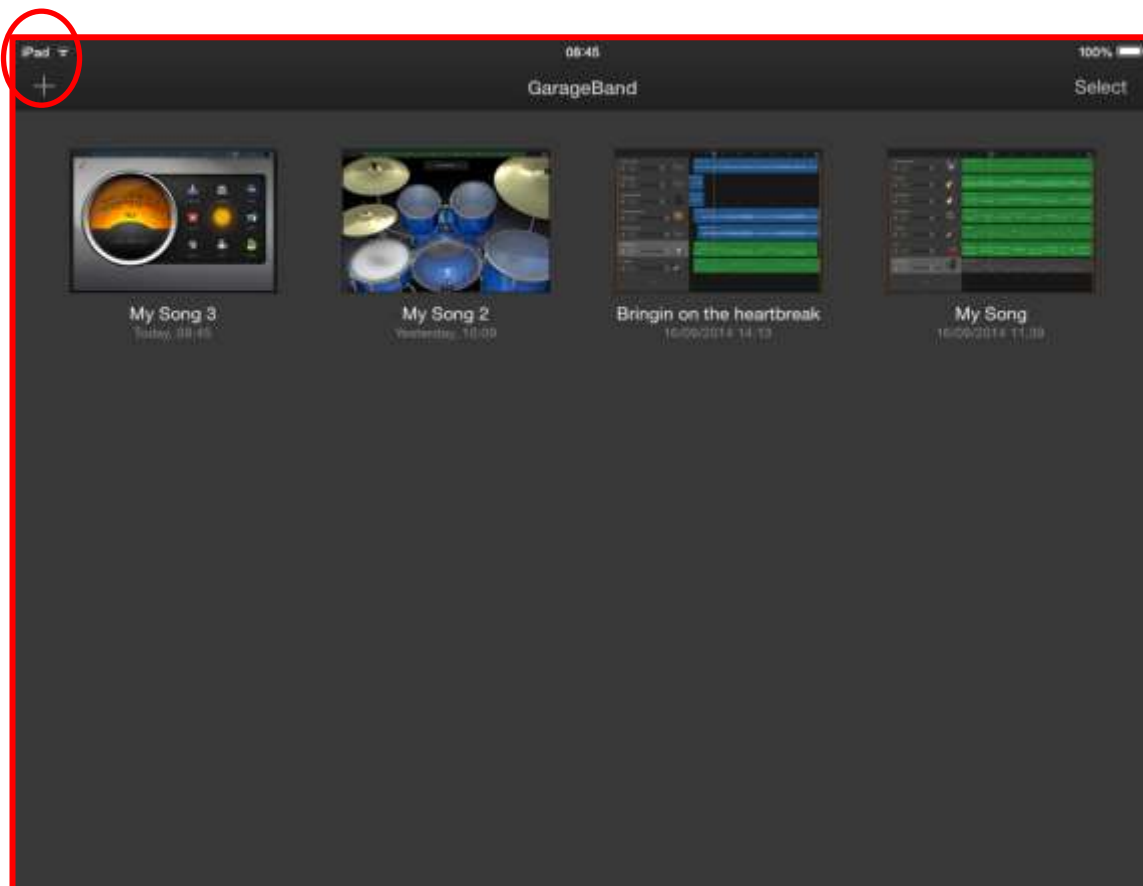 iPad
08:45
100%
GarageBand
Select
My Song 3
Today, 08:45
My Song 2
Yesterday, 16:09
Bringin on the heartbreak
16/09/2014 14:13
My Song
16/09/2014 11:39